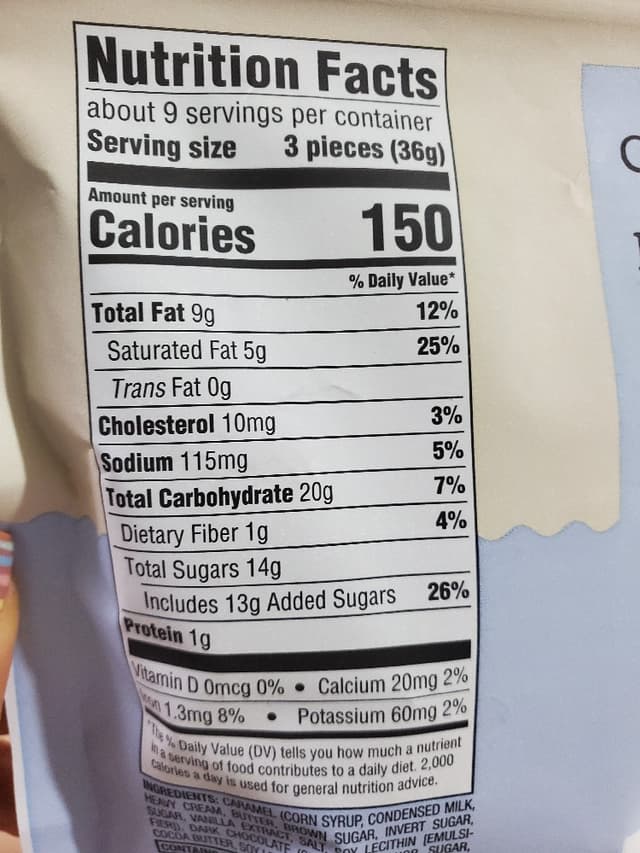 Nutrition Facts
about 9 servings per container
Serving size 3 pieces (36g)
Amount per serving
Calories 150
% Daily Value*
Total Fat 9g 12%
Saturated Fat 5g 25%
Trans Fat 0g
Cholesterol 10mg 3%
Sodium 115mg 5%
Total Carbohydrate 20g 7%
Dietary Fiber 1g 4%
Total Sugars 14g
Includes 13g Added Sugars 26%
Protein 1g
Vitamin D 0mcg 0% • Calcium 20mg 2%
Iron 1.3mg 8% • Potassium 60mg 2%
*The % Daily Value (DV) tells you how much a nutrient
in a serving of food contributes to a daily diet. 2,000
calories a day is used for general nutrition advice.
INGREDIENTS: CARAMEL (CORN SYRUP, CONDENSED MILK,
HEAVY CREAM, BUTTER, BROWN SUGAR, INVERT SUGAR,
SUGAR, VANILLA EXTRACT, SALT, SOY LECITHIN [EMULSI-
FIER]), DARK CHOCOLATE SUGAR,
COCOA BUTTER, SOY